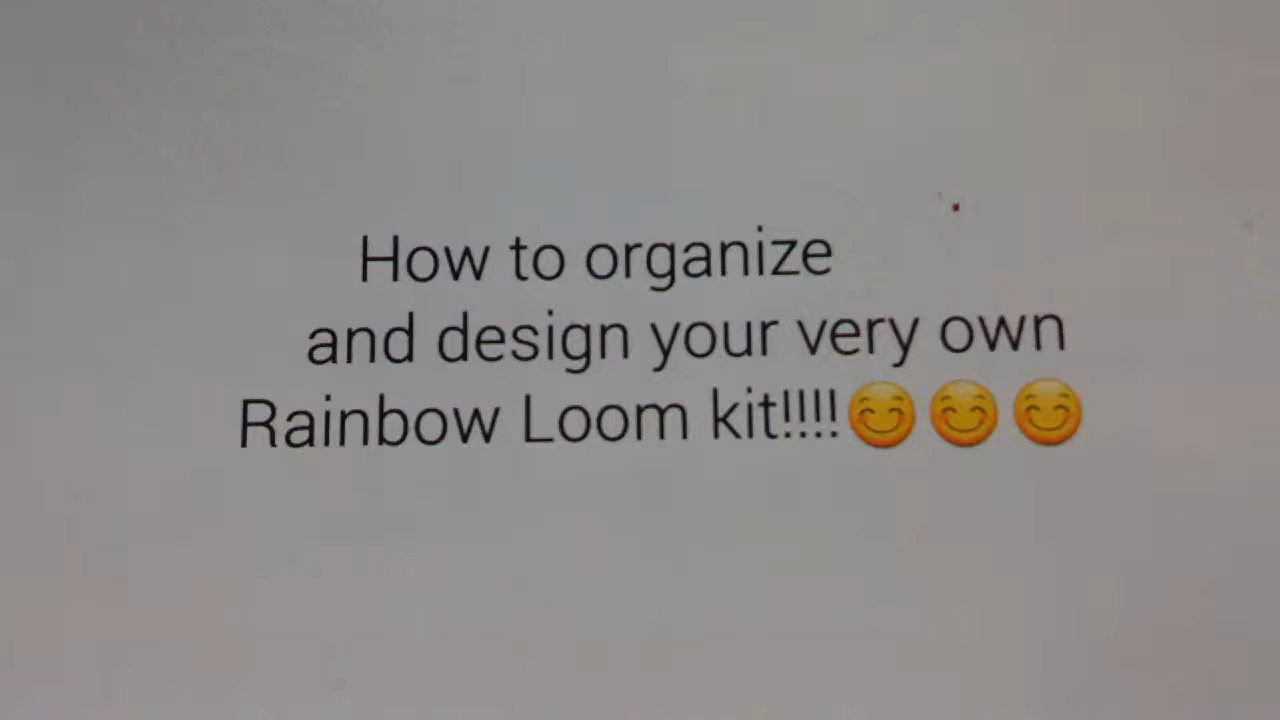 How to organize
and design your very own
Rainbow Loom kit!!!!😊😊😊